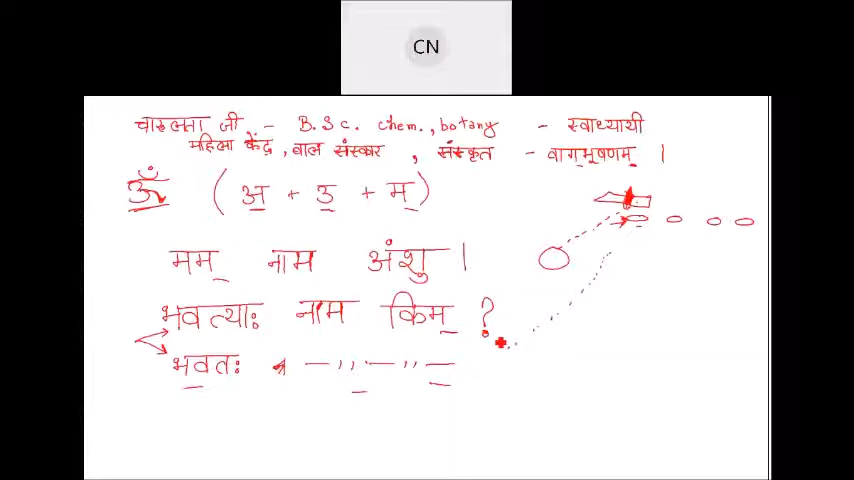 CN
चारुलता जी - B.Sc. chem., botany - स्वाध्यायी
महिला केंद्र, बाल संस्कार, संस्कृत - वाग्भूषणम् ।
ॐ (अ + उ + म्)
मम् नाम अंशु ।
भवत्याः नाम किम् ?
भवतः — ,, — ,, —